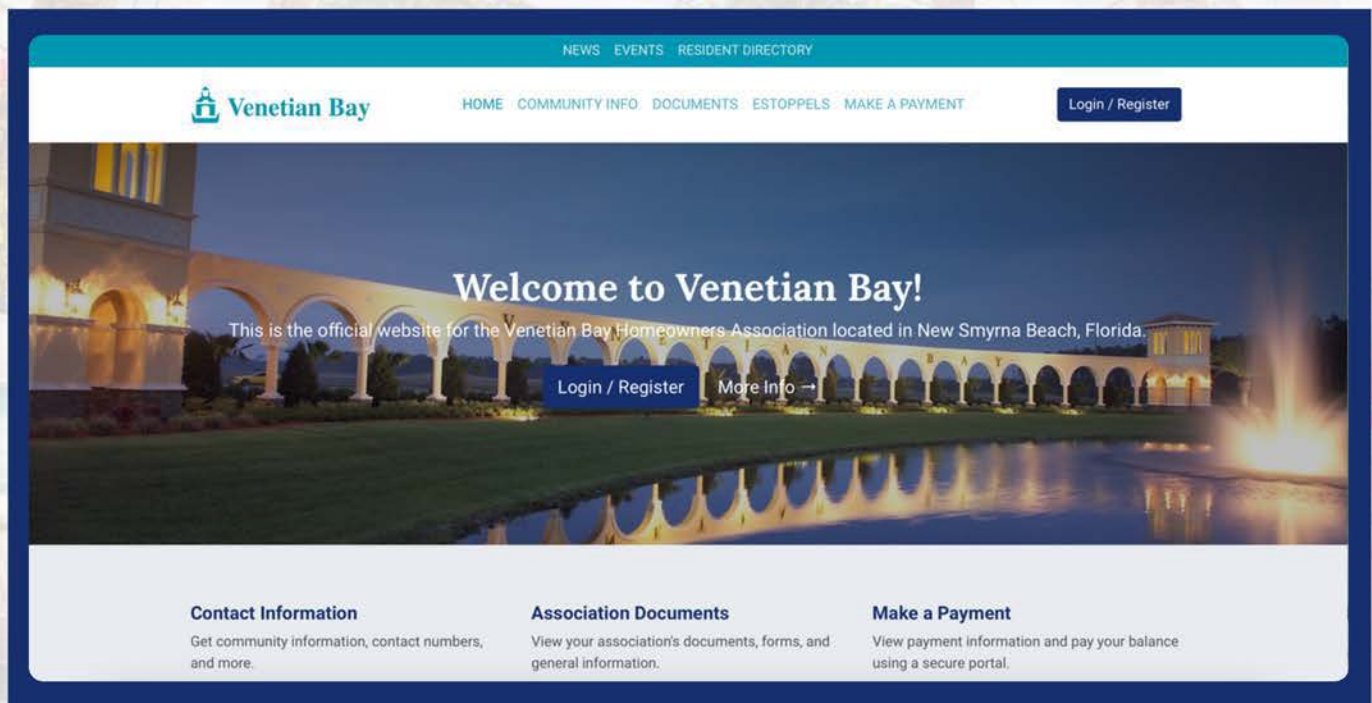 NEWS EVENTS RESIDENT DIRECTORY
Venetian Bay
HOME COMMUNITY INFO DOCUMENTS ESTOPPELS MAKE A PAYMENT
Login / Register
Welcome to Venetian Bay!
This is the official website for the Venetian Bay Homeowners Association located in New Smyrna Beach, Florida.
VENETIAN BAY
Login / Register More Info →
Contact Information
Get community information, contact numbers,
and more.
Association Documents
View your association's documents, forms, and
general information.
Make a Payment
View payment information and pay your balance
using a secure portal.